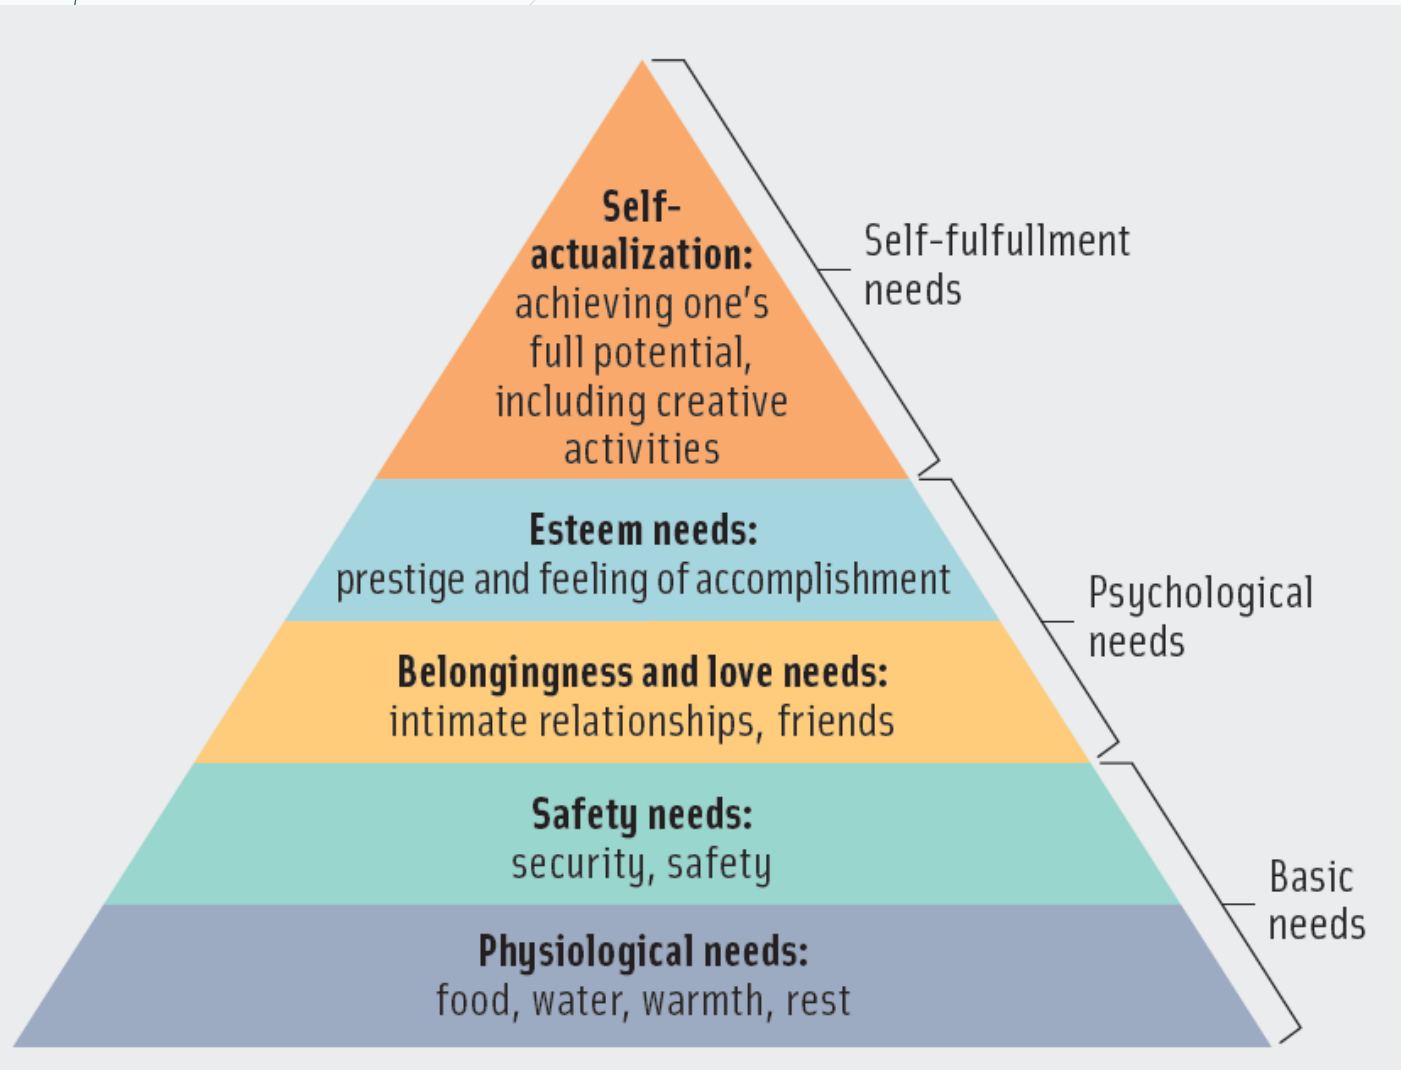 Self-
actualization:
achieving one's
full potential,
including creative
activities
Self-fulfullment
needs
Esteem needs:
prestige and feeling of accomplishment
Psychological
needs
Belongingness and love needs:
intimate relationships, friends
Safety needs:
security, safety
Basic
needs
Physiological needs:
food, water, warmth, rest